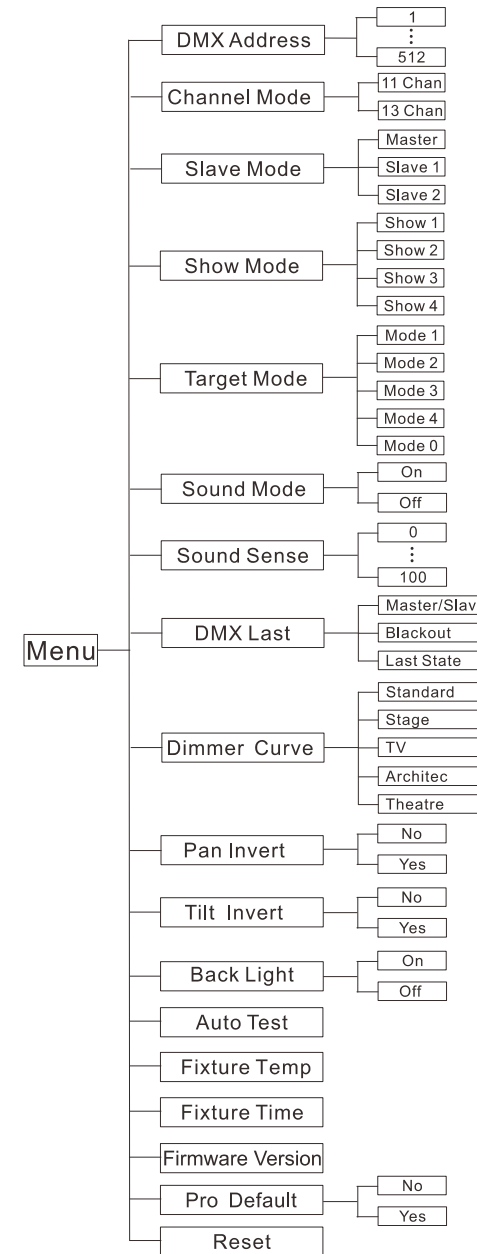 Menu
DMX Address
1
512
Channel Mode
11 Chan
13 Chan
Slave Mode
Master
Slave 1
Slave 2
Show Mode
Show 1
Show 2
Show 3
Show 4
Target Mode
Mode 1
Mode 2
Mode 3
Mode 4
Mode 0
Sound Mode
On
Off
Sound Sense
0
100
DMX Last
Master/Slav
Blackout
Last State
Dimmer Curve
Standard
Stage
TV
Architec
Theatre
Pan Invert
No
Yes
Tilt Invert
No
Yes
Back Light
On
Off
Auto Test
Fixture Temp
Fixture Time
Firmware Version
Pro Default
No
Yes
Reset